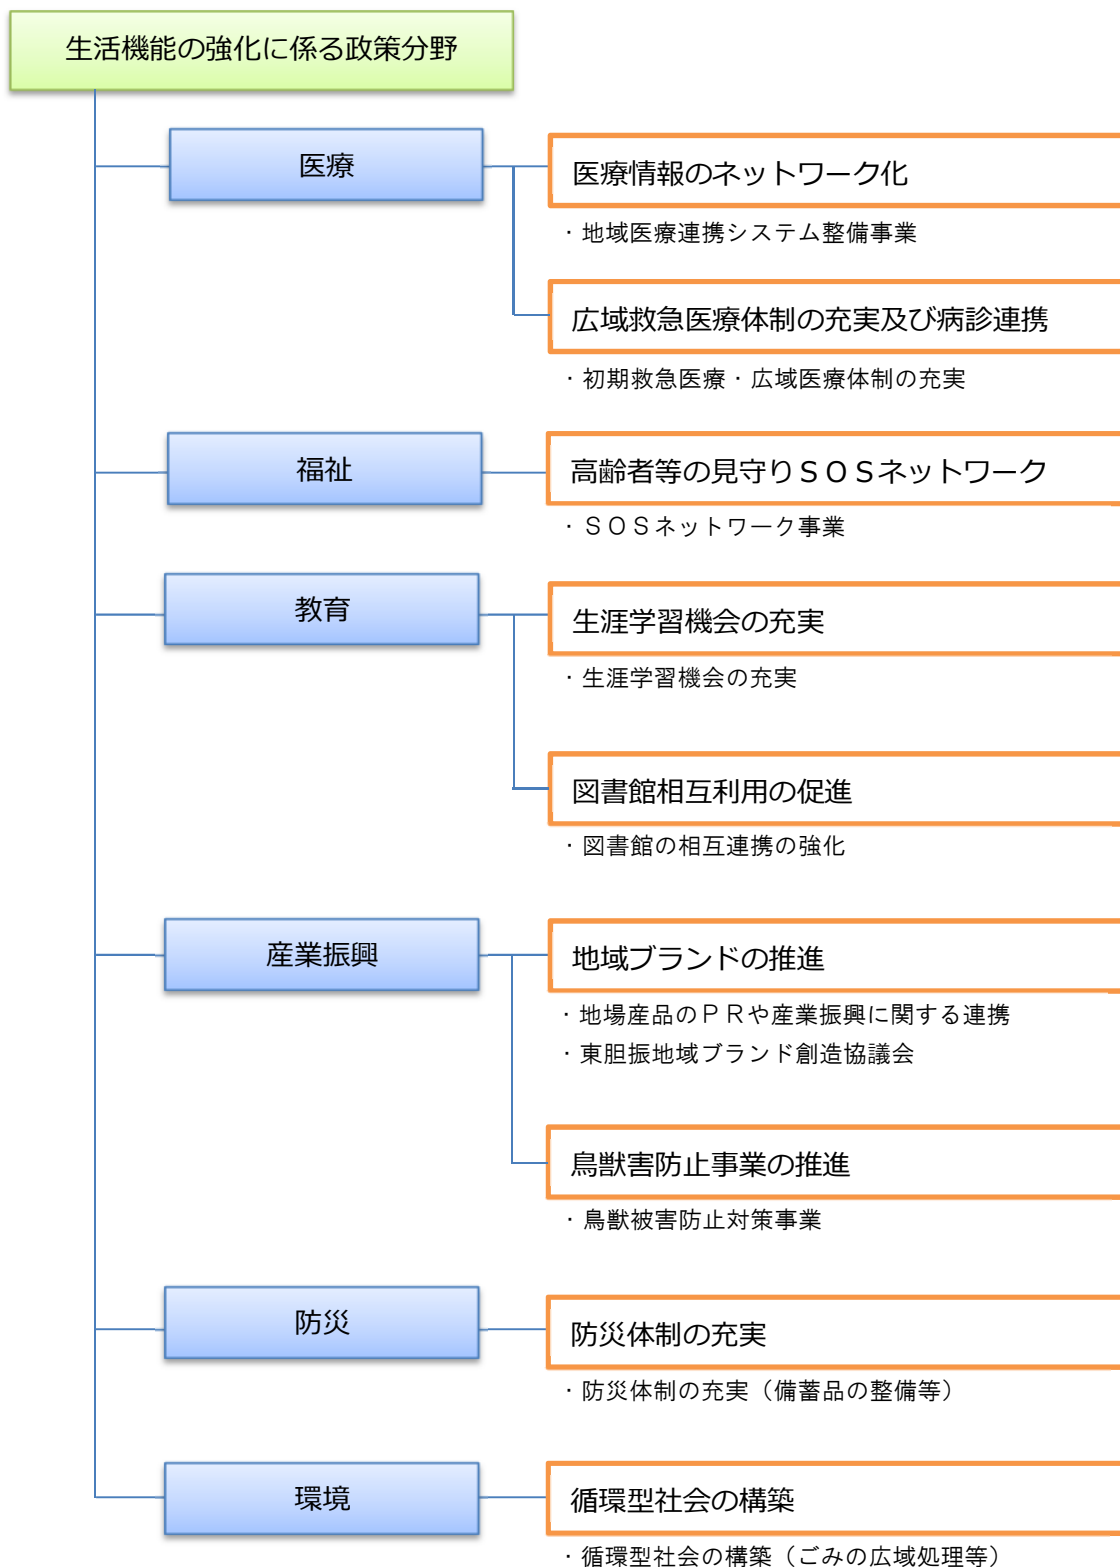 生活機能の強化に係る政策分野
医療
医療情報のネットワーク化
・地域医療連携システム整備事業
広域救急医療体制の充実及び病診連携
・初期救急医療・広域医療体制の充実
福祉
高齢者等の見守りＳＯＳネットワーク
・ＳＯＳネットワーク事業
教育
生涯学習機会の充実
・生涯学習機会の充実
図書館相互利用の促進
・図書館の相互連携の強化
産業振興
地域ブランドの推進
・地場産品のＰＲや産業振興に関する連携
・東胆振地域ブランド創造協議会
鳥獣害防止事業の推進
・鳥獣被害防止対策事業
防災
防災体制の充実
・防災体制の充実（備蓄品の整備等）
環境
循環型社会の構築
・循環型社会の構築（ごみの広域処理等）